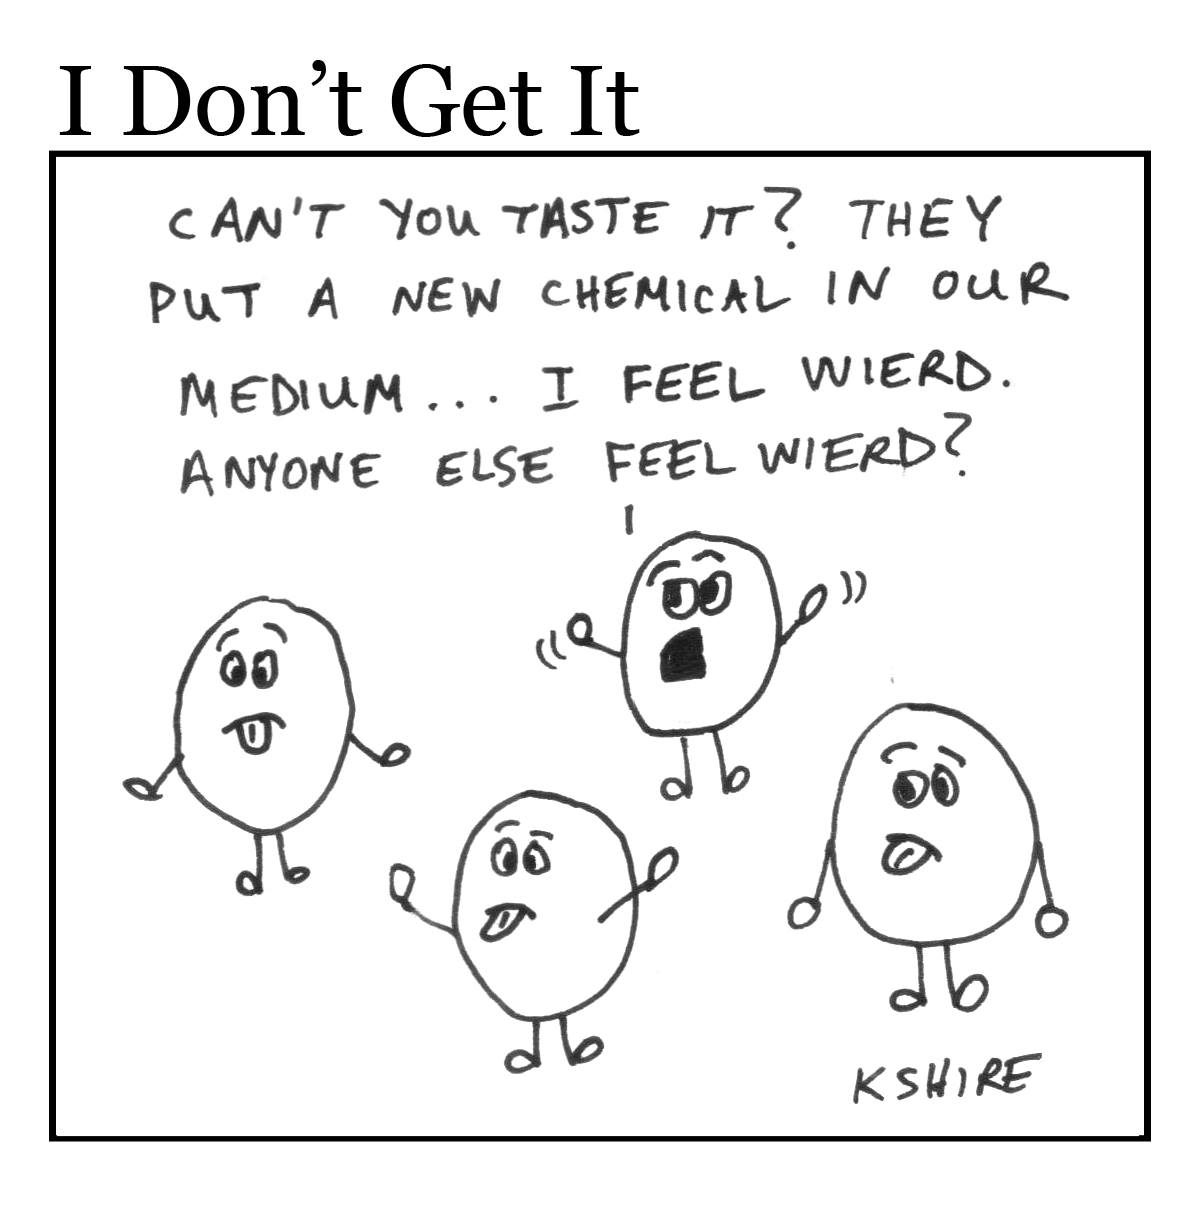 I Don't Get It
CAN'T YOU TASTE IT? THEY
PUT A NEW CHEMICAL IN OUR
MEDIUM... I FEEL WIERD.
ANYONE ELSE FEEL WIERD?
KSHIRE